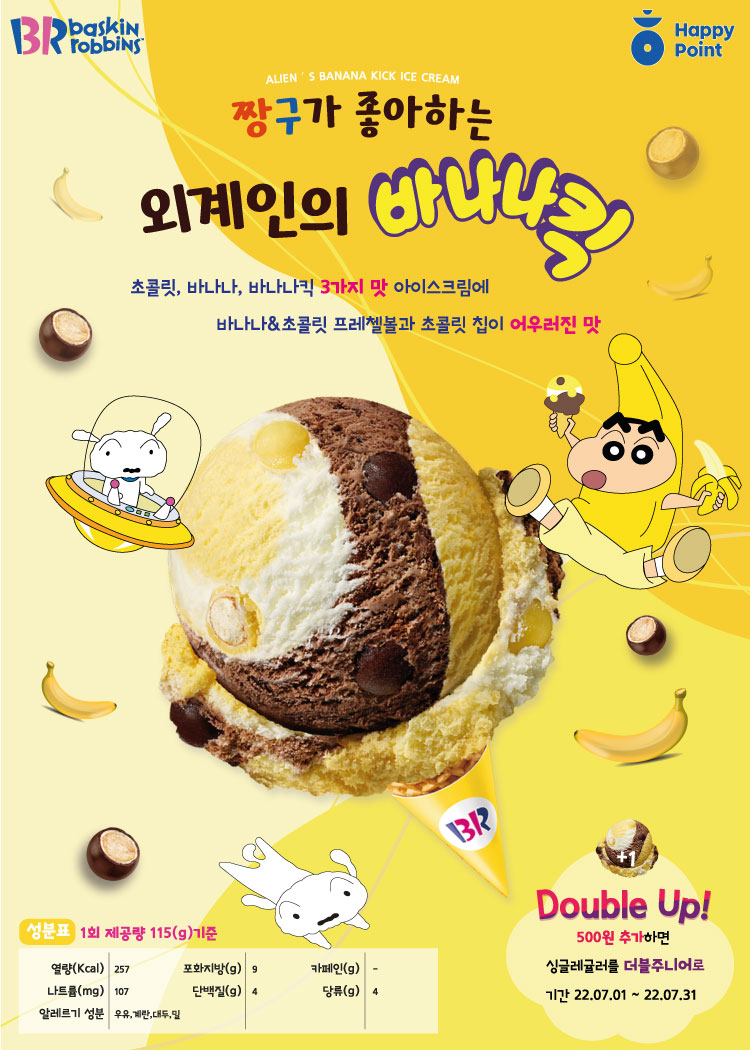 BR baskin robbins
Happy Point
ALIEN´S BANANA KICK ICE CREAM
짱구가 좋아하는
외계인의 바나나킥
초콜릿, 바나나, 바나나킥 3가지 맛 아이스크림에
바나나&초콜릿 프레첼볼과 초콜릿 칩이 어우러진 맛
BR
+1
Double Up!
500원 추가하면
싱글레귤러를 더블주니어로
기간 22.07.01 ~ 22.07.31
성분표 1회 제공량 115(g)기준
열량(Kcal) 257 포화지방(g) 9 카페인(g) -
나트륨(mg) 107 단백질(g) 4 당류(g) 4
알레르기 성분 우유,계란,대두,밀